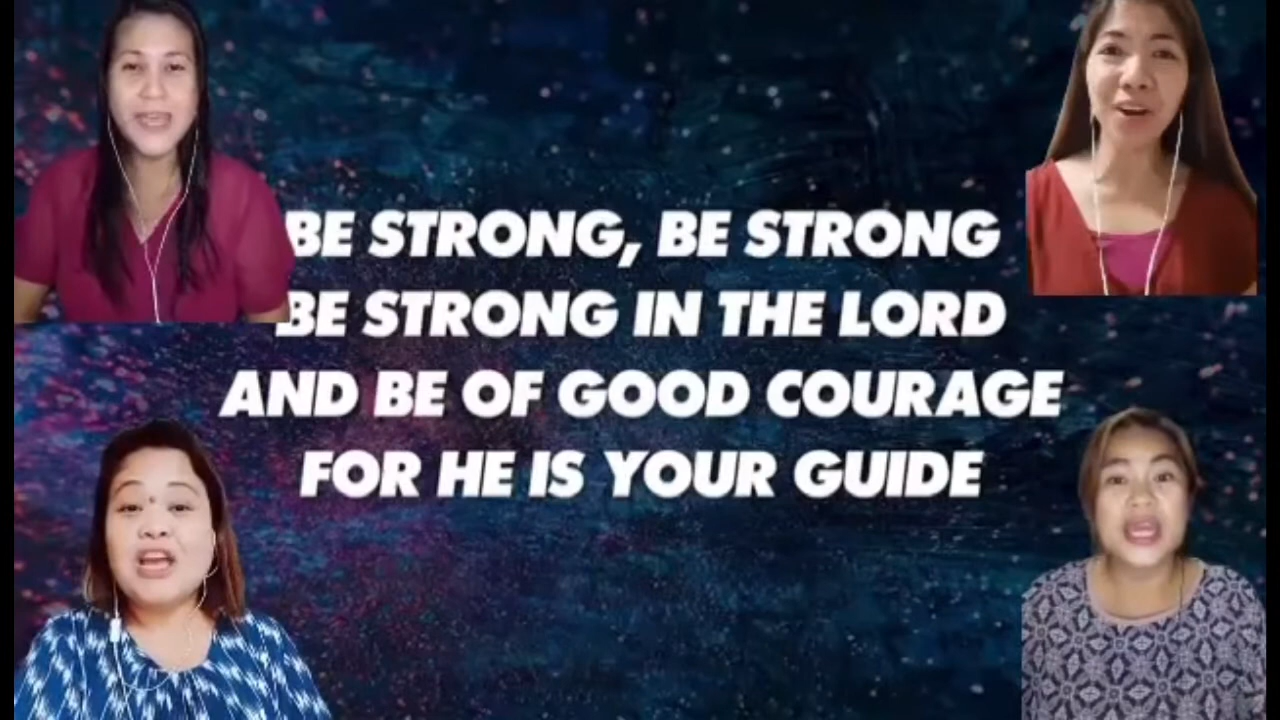 BE STRONG, BE STRONG
BE STRONG IN THE LORD
AND BE OF GOOD COURAGE
FOR HE IS YOUR GUIDE